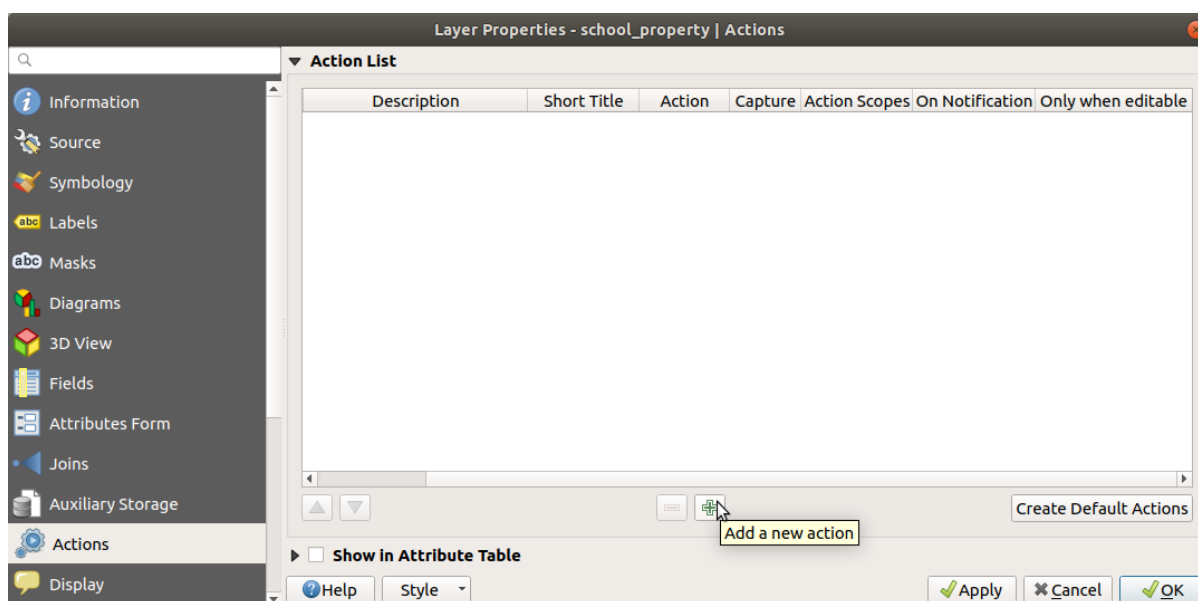 Layer Properties - school_property | Actions
Action List
Description Short Title Action Capture Action Scopes On Notification Only when editable
Information
Source
Symbology
abc Labels
abc Masks
Diagrams
3D View
Fields
Attributes Form
Joins
Auxiliary Storage
Actions
Display
Create Default Actions
Add a new action
Show in Attribute Table
Help Style Apply Cancel OK